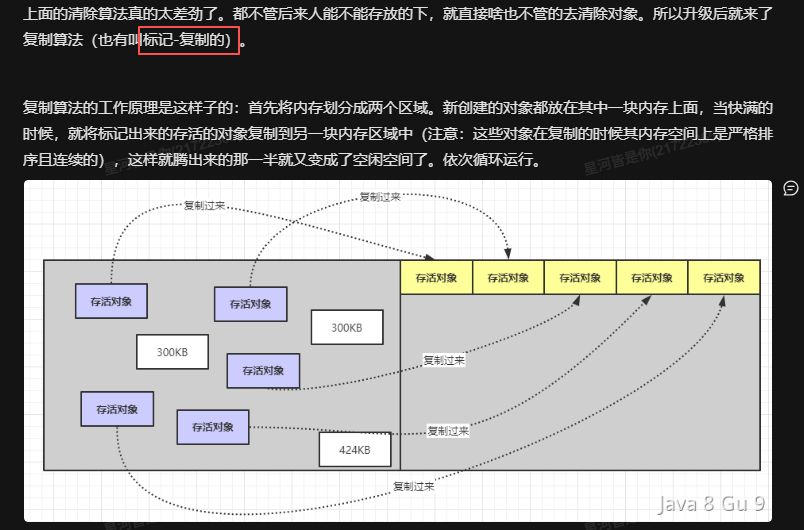 上面的清除算法真的太差劲了。都不管后来人能不能存放的下，就直接啥也不管的去清除对象。所以升级后就来了
复制算法（也有叫标记-复制的）。
复制算法的工作原理是这样子的：首先将内存划分成两个区域。新创建的对象都放在其中一块内存上面，当快满的
时候，就将标记出来的存活的对象复制到另一块内存区域中（注意：这些对象在复制的时候其内存空间上是严格排
序且连续的），这样就腾出来的那一半就又变成了空闲空间了。依次循环运行。
复制过来
复制过来
存活对象
存活对象
存活对象
存活对象
存活对象
存活对象
存活对象
300KB
300KB
复制过来
存活对象
存活对象
存活对象
复制过来
424KB
复制过来
Java 8 Gu 9